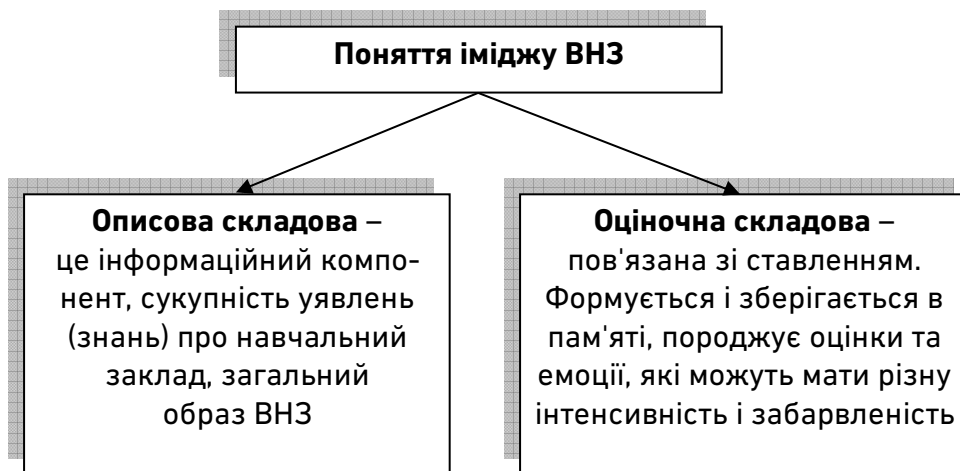 Поняття іміджу ВНЗ
Описова складова –
це інформаційний компо-
нент, сукупність уявлень
(знань) про навчальний
заклад, загальний
образ ВНЗ
Оціночна складова –
пов'язана зі ставленням.
Формується і зберігається в
пам'яті, породжує оцінки та
емоції, які можуть мати різну
інтенсивність і забарвленість